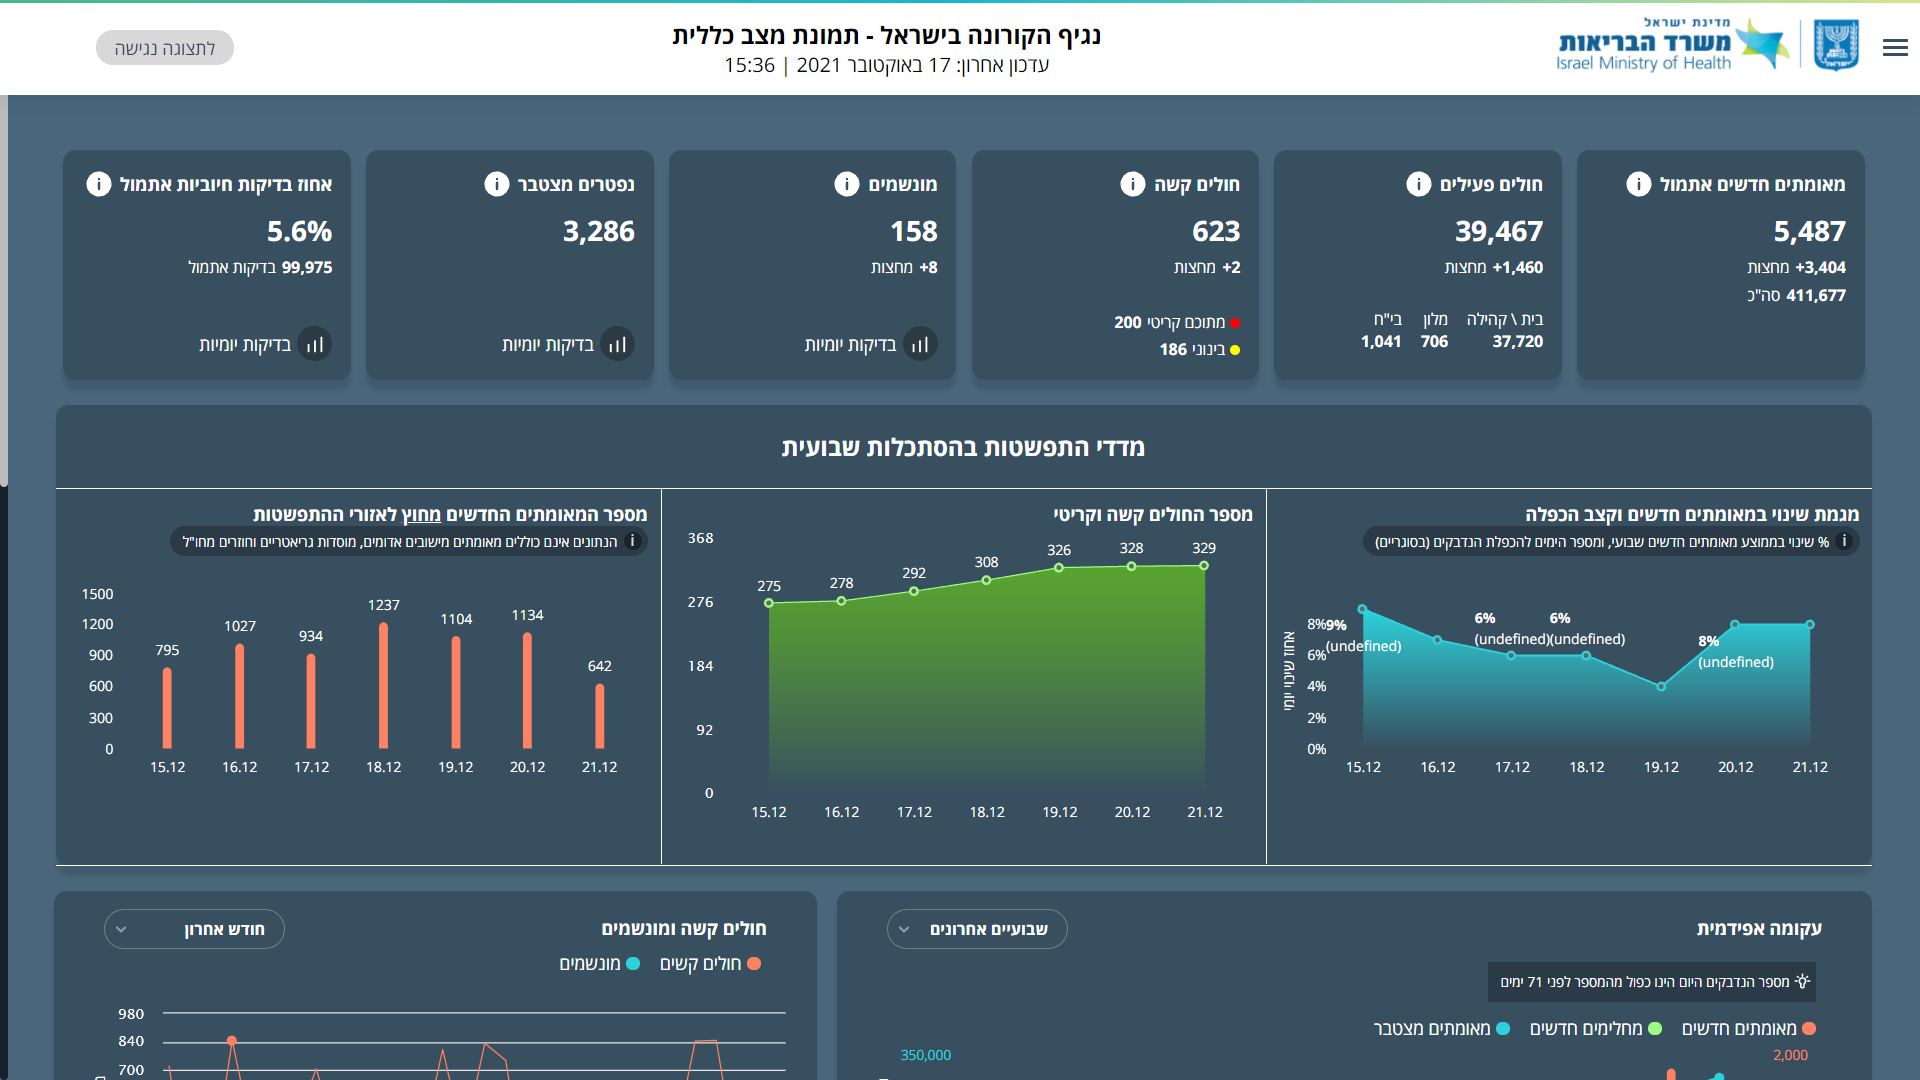 מדינת ישראל
משרד הבריאות
Israel Ministry of Health
נגיף הקורונה בישראל - תמונת מצב כללית
עדכון אחרון: 17 באוקטובר 2021 | 15:36
לתצוגה נגישה
מאומתים חדשים אתמול
5,487
+3,404 מחצות
411,677 סה"כ
חולים פעילים
39,467
+1,460 מחצות
בית \ קהילה מלון בי"ח
37,720 706 1,041
חולים קשה
623
+2 מחצות
מתוכם קריטי 200
בינוני 186
מונשמים
158
+8 מחצות
בדיקות יומיות
נפטרים מצטבר
3,286
בדיקות יומיות
אחוז בדיקות חיוביות אתמול
5.6%
99,975 בדיקות אתמול
בדיקות יומיות
מדדי התפשטות בהסתכלות שבועית
מגמת שינוי במאומתים חדשים וקצב הכפלה
% שינוי בממוצע מאומתים חדשים שבועי, ומספר הימים להכפלת הנדבקים (בסוגריים)
אחוז שינוי יומי
8%
6%
4%
2%
0%
9%
(undefined)
6%
(undefined)
6%
(undefined)
8%
(undefined)
15.12 16.12 17.12 18.12 19.12 20.12 21.12
מספר החולים קשה וקריטי
368
276
184
92
0
275 278 292 308 326 328 329
15.12 16.12 17.12 18.12 19.12 20.12 21.12
מספר המאומתים החדשים מחוץ לאזורי ההתפשטות
הנתונים אינם כוללים מאומתים מישובים אדומים, מוסדות גריאטריים וחוזרים מחו"ל
1500
1200
900
600
300
0
795 1027 934 1237 1104 1134 642
15.12 16.12 17.12 18.12 19.12 20.12 21.12
עקומה אפידמית
שבועיים אחרונים
מספר הנדבקים היום הינו כפול מהמספר לפני 71 ימים
מאומתים חדשים מחלימים חדשים מאומתים מצטבר
350,000
2,000
חולים קשה ומונשמים
חודש אחרון
חולים קשים מונשמים
980
840
700